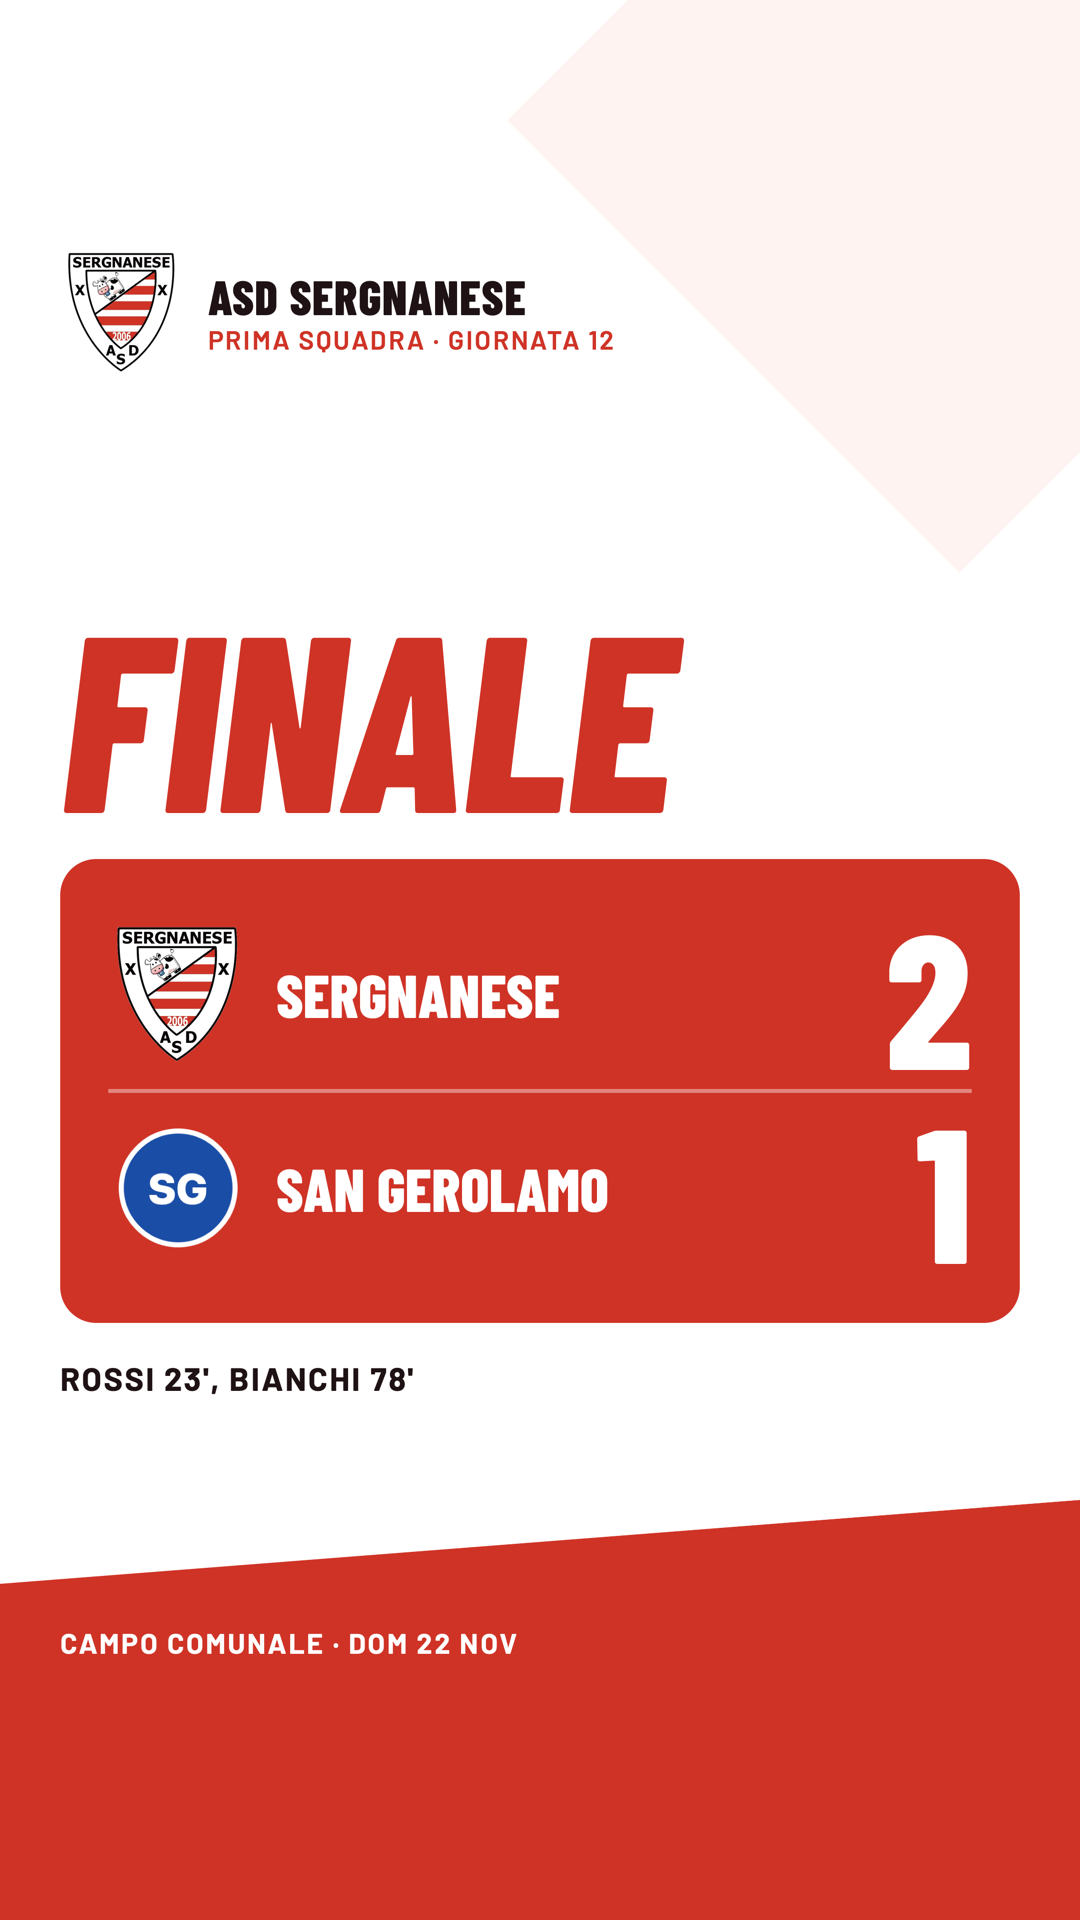 SERGNANESE
X X
2006
A S D
ASD SERGNANESE
PRIMA SQUADRA · GIORNATA 12
FINALE
SERGNANESE
X X
2006
A S D
SERGNANESE
2
SG
SAN GEROLAMO
1
ROSSI 23', BIANCHI 78'
CAMPO COMUNALE · DOM 22 NOV